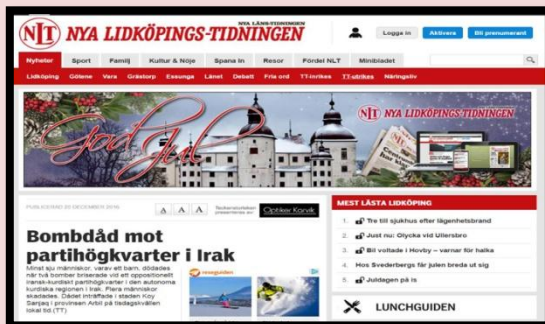 NLT NYA LIDKÖPINGS-TIDNINGEN
NYA LÄNS-TIDNINGEN
Logga in Aktivera Bli prenumerant
Nyheter Sport Familj Kultur & Nöje Spana in Resor Fördel NLT Minibladet
Lidköping Götene Vara Grästorp Essunga Länet Debatt Fria ord TT-inrikes TT-utrikes Näringsliv
God Jul
NLT NYA LIDKÖPINGS-TIDNINGEN
PUBLICERAD 20 DECEMBER 2016
A A A
Teckenstorleken presenteras av:
Optiker Karvik
Bombdåd mot
partihögkvarter i Irak
Minst sju människor, varav ett barn, dödades
när två bomber briserade vid ett oppositionellt
iransk-kurdiskt partihögkvarter i den autonoma
kurdiska regionen i Irak. Flera människor
skadades. Dådet inträffade i staden Koy
Sanjaq i provinsen Arbil på tisdagskvällen
lokal tid.(TT)
snoguiden
MEST LÄSTA LIDKÖPING
1. Tre till sjukhus efter lägenhetsbrand
2. Just nu: Olycka vid Ullersbro
3. Bil voltade i Hovby – varnar för halka
4. Hos Svederbergs får julen breda ut sig
5. Juldagen på is
LUNCHGUIDEN